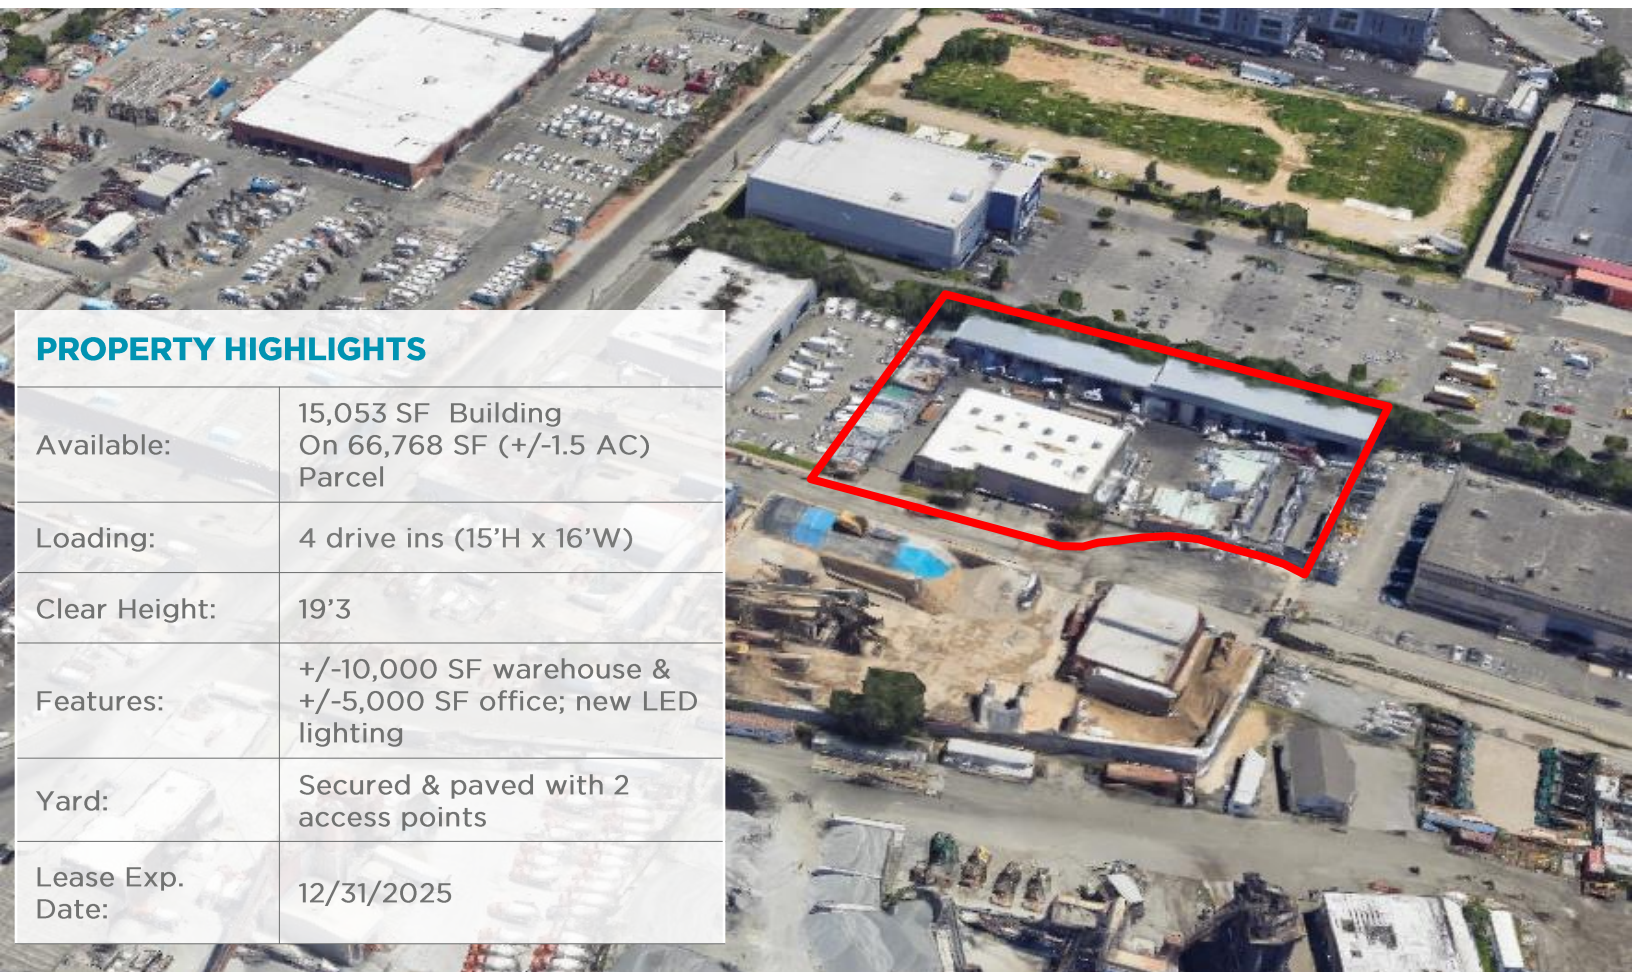 PROPERTY HIGHLIGHTS
Available:
15,053 SF  Building
On 66,768 SF (+/-1.5 AC)
Parcel
Loading:
4 drive ins (15’H x 16’W)
Clear Height:
19’3
Features:
+/-10,000 SF warehouse &
+/-5,000 SF office; new LED
lighting
Yard:
Secured & paved with 2
access points
Lease Exp.
Date:
12/31/2025